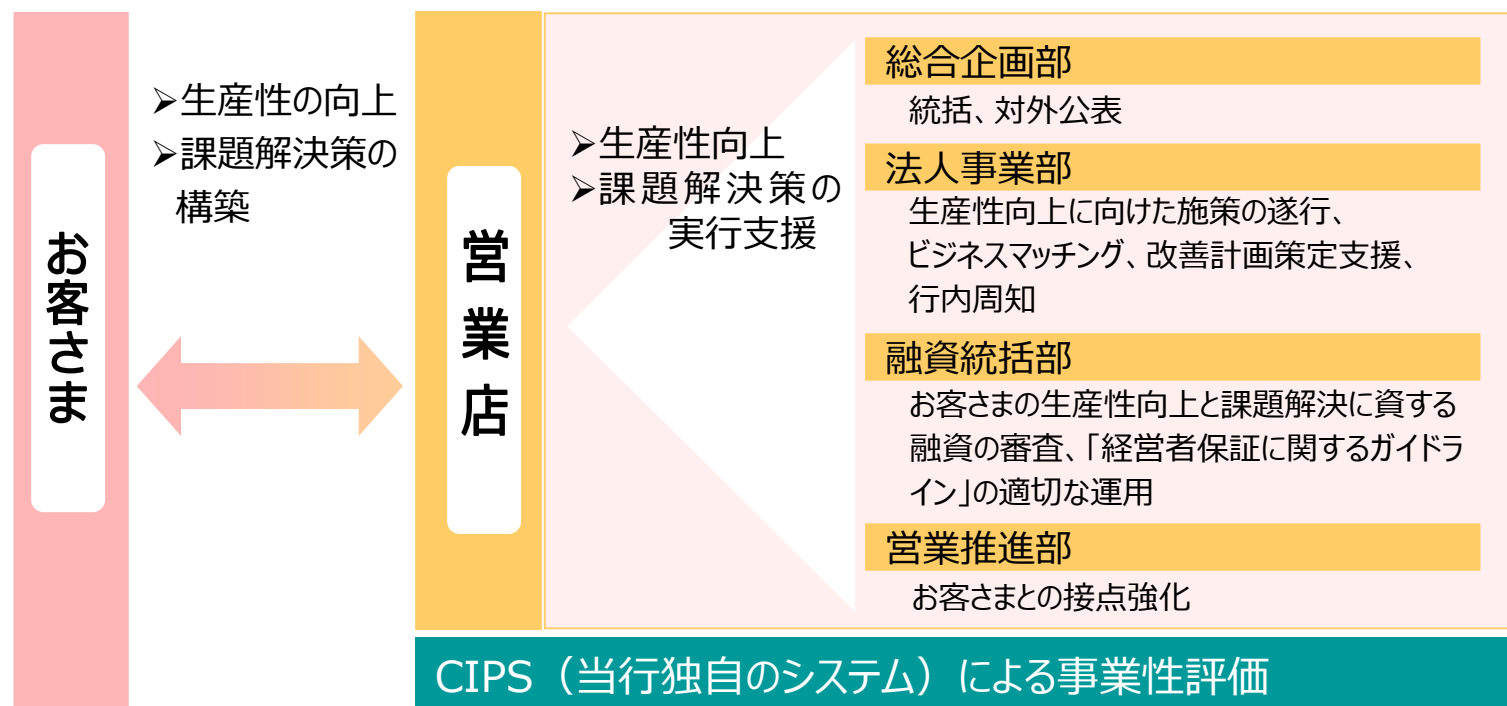 お客さま
➢生産性の向上
➢課題解決策の
構築
営業店
➢生産性向上
➢課題解決策の
実行支援
総合企画部
統括、対外公表
法人事業部
生産性向上に向けた施策の遂行、
ビジネスマッチング、改善計画策定支援、
行内周知
融資統括部
お客さまの生産性向上と課題解決に資する
融資の審査、「経営者保証に関するガイドラ
イン」の適切な運用
営業推進部
お客さまとの接点強化
CIPS（当行独自のシステム）による事業性評価